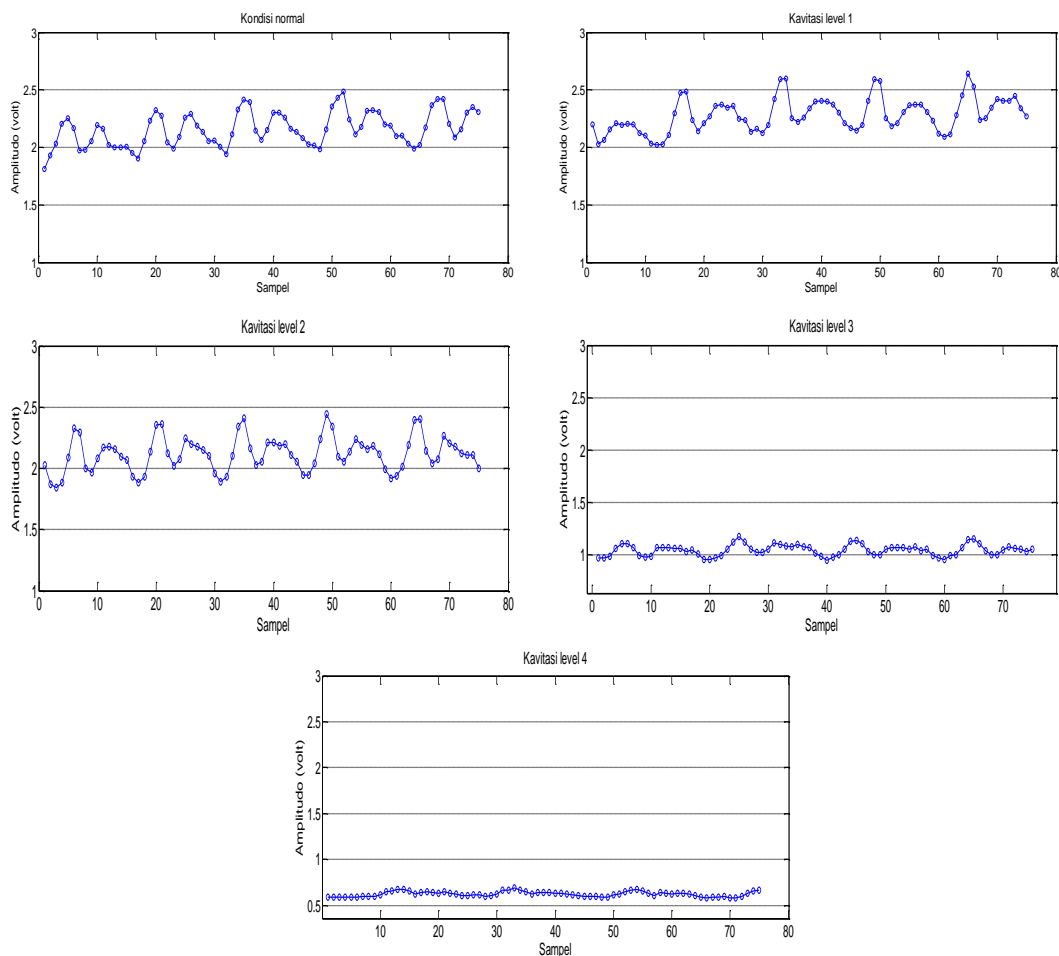 Kondisi normal
3
2.5
2
1.5
1
0 10 20 30 40 50 60 70 80
Amplitudo (volt)
Sampel
Kavitasi level 1
3
2.5
2
1.5
1
0 10 20 30 40 50 60 70 80
Amplitudo (volt)
Sampel
Kavitasi level 2
3
2.5
2
1.5
1
0 10 20 30 40 50 60 70 80
Amplitudo (volt)
Sampel
Kavitasi level 3
3
2.5
2
1.5
1
0 10 20 30 40 50 60 70
Amplitudo (volt)
Sampel
Kavitasi level 4
3
2.5
2
1.5
1
0.5
10 20 30 40 50 60 70 80
Amplitudo (volt)
Sampel